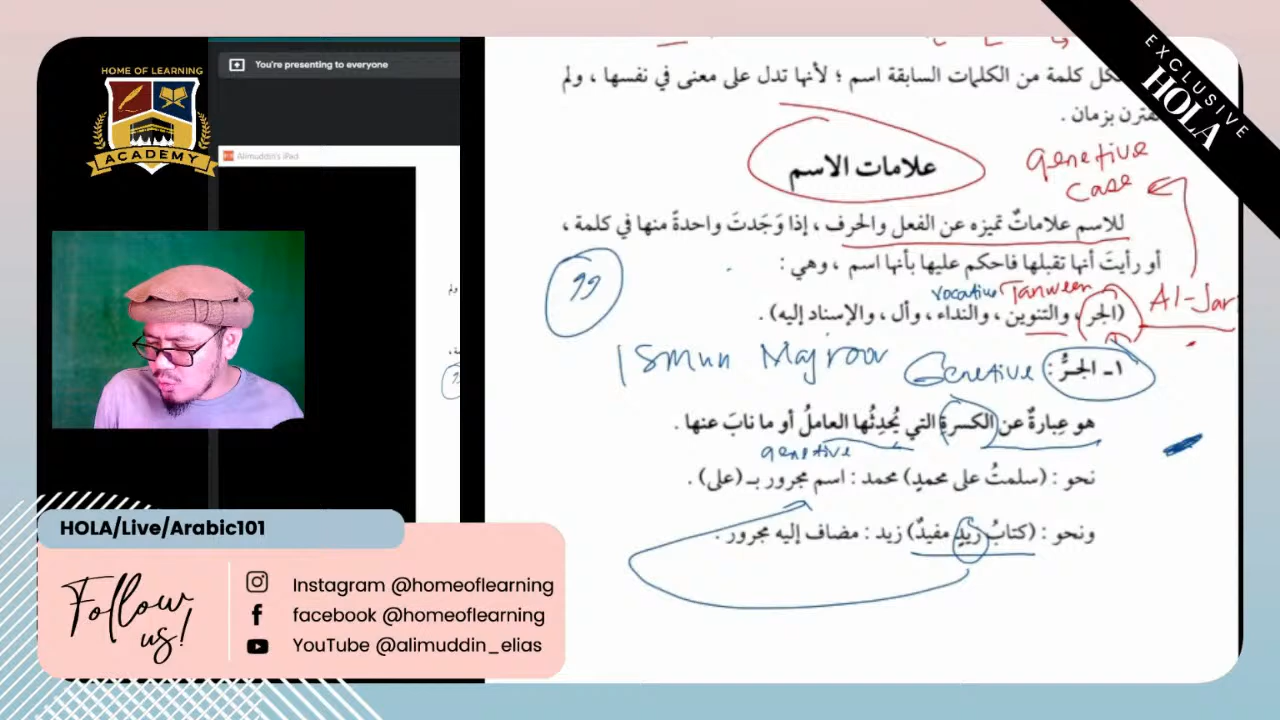 HOME OF LEARNING
ACADEMY
You're presenting to everyone
Alimuddin's iPad
EXCLUSIVE
HOLA
كل كلمة من الكلمات السابقة اسم ؛ لأنها تدل على معنى في نفسها ، ولم
بزمان .
genetive
case
علامات الاسم
للاسم علاماتٌ تميزه عن الفعل والحرف ، إذا وَجَدتَ واحدةً منها في كلمة ،
أو رأيتَ أنها تقبلها فاحكم عليها بأنها اسم ، وهي :
vocative Tanween
Al-Jar
(الجر ، والتنوين ، والنداء ، وأل ، والإسناد إليه) .
Ismun Majroor Genetive
١ـ الجـرُّ :
هو عِبارةٌ عن الكسرةِ التي يُحدِثُها العاملُ أو ما نابَ عنها .
genetive
نحو : (سلمتُ على محمدٍ) محمد : اسم مجرور بـ (على) .
ونحو : (كتابُ زيدٍ مفيدٌ) زيد : مضاف إليه مجرور .
HOLA/Live/Arabic101
Follow us!
Instagram @homeoflearning
facebook @homeoflearning
YouTube @alimuddin_elias